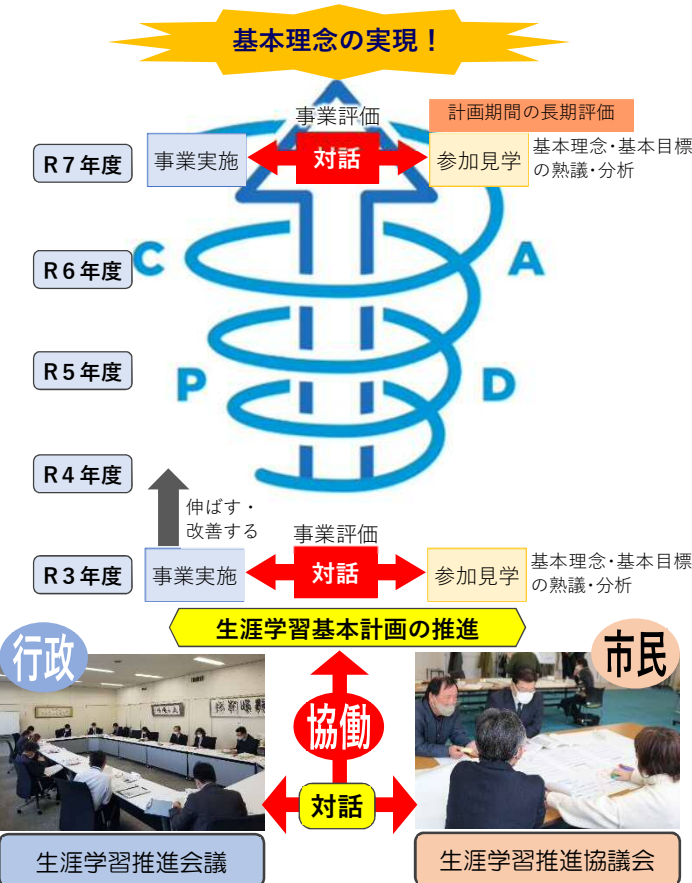 基本理念の実現！
事業評価
計画期間の長期評価
R７年度
事業実施
対話
参加見学
基本理念・基本目標
の熟議・分析
R６年度
C
A
R５年度
P
D
R４年度
伸ばす・
改善する
事業評価
R３年度
事業実施
対話
参加見学
基本理念・基本目標
の熟議・分析
生涯学習基本計画の推進
行政
市民
協働
対話
生涯学習推進会議
生涯学習推進協議会